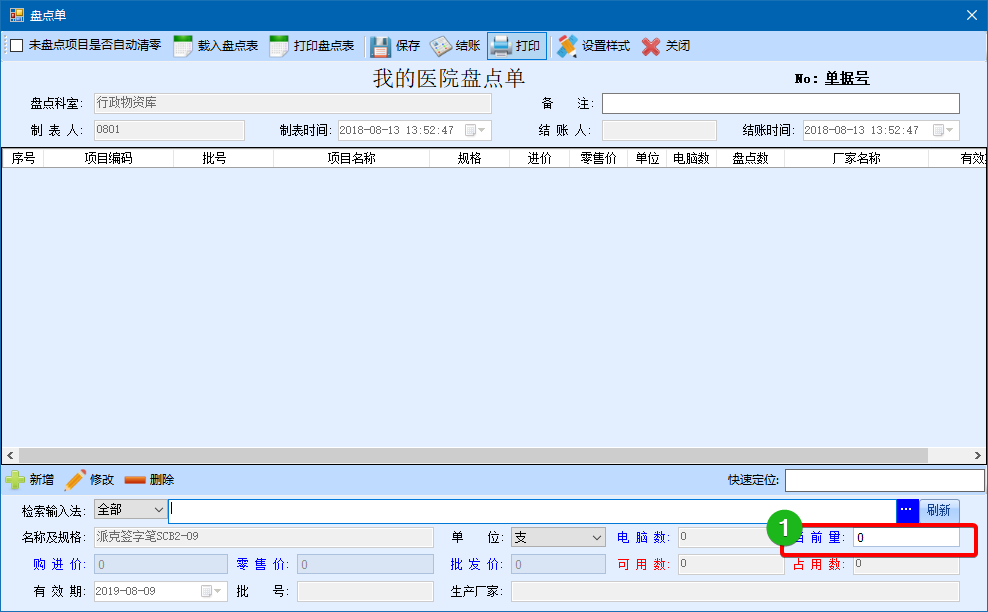 盘点单
未盘点项目是否自动清零 载入盘点表 打印盘点表 保存 结账 打印 设置样式 关闭
我的医院盘点单 No: 单据号
盘点科室: 行政物资库 备 注:
制 表 人: 0801 制表时间: 2018-08-13 13:52:47 结 账 人: 结账时间: 2018-08-13 13:52:47
序号 项目编码 批号 项目名称 规格 进价 零售价 单位 电脑数 盘点数 厂家名称 有效
新增 修改 删除 快速定位:
检索输入法: 全部 ... 刷新
名称及规格: 派克签字笔SCB2-09 单 位: 支 电 脑 数: 0 1 前 量: 0
购 进 价: 0 零 售 价: 0 批 发 价: 0 可 用 数: 0 占 用 数: 0
有 效 期: 2019-08-09 批 号: 生产厂家: